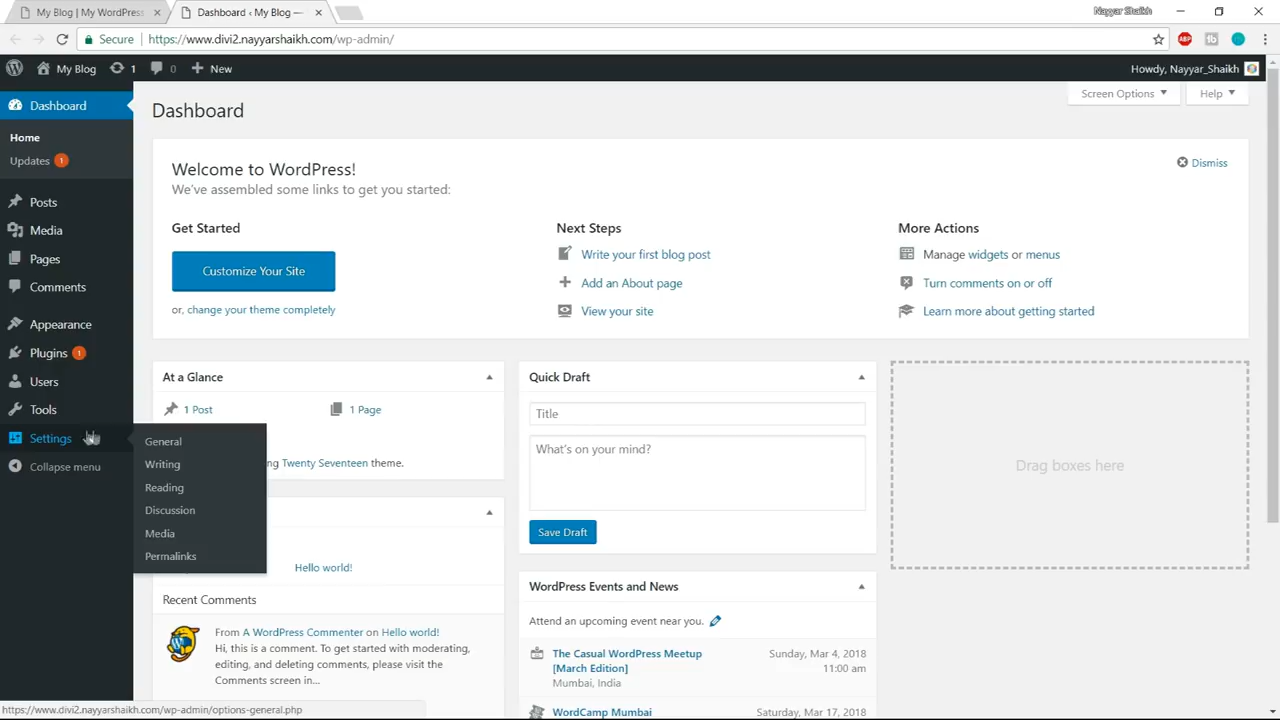 My Blog | My WordPress
Dashboard ‹ My Blog —
Nayyar Shaikh
Secure
https://www.divi2.nayyarshaikh.com/wp-admin/
ABP
My Blog
1
0
New
Howdy, Nayyar_Shaikh
Dashboard
Home
Updates 1
Posts
Media
Pages
Comments
Appearance
Plugins 1
Users
Tools
Settings
Collapse menu
General
Writing
Reading
Discussion
Media
Permalinks
Dashboard
Screen Options
Help
Welcome to WordPress!
We've assembled some links to get you started:
Dismiss
Get Started
Customize Your Site
or, change your theme completely
Next Steps
Write your first blog post
Add an About page
View your site
More Actions
Manage widgets or menus
Turn comments on or off
Learn more about getting started
At a Glance
1 Post
1 Page
ng Twenty Seventeen theme.
Hello world!
Recent Comments
From A WordPress Commenter on Hello world!
Hi, this is a comment. To get started with moderating,
editing, and deleting comments, please visit the
Comments screen in...
Quick Draft
Title
What's on your mind?
Save Draft
WordPress Events and News
Attend an upcoming event near you.
The Casual WordPress Meetup
[March Edition]
Mumbai, India
Sunday, Mar 4, 2018
11:00 am
WordCamp Mumbai
Saturday, Mar 17, 2018
Drag boxes here
https://www.divi2.nayyarshaikh.com/wp-admin/options-general.php